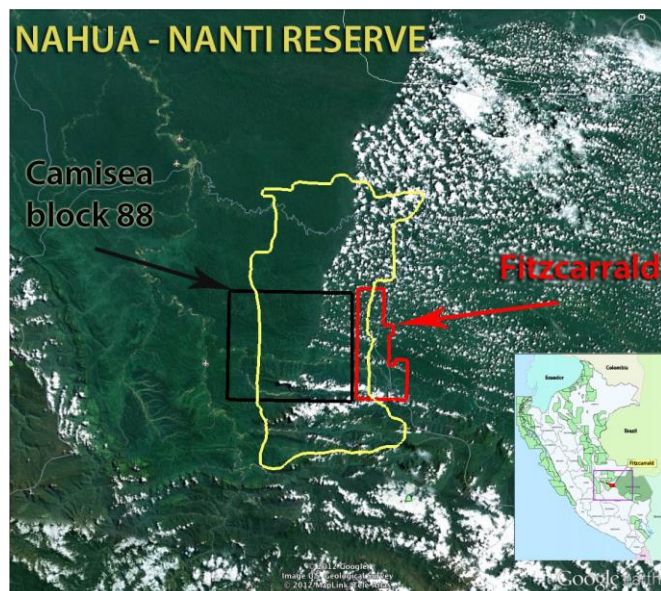 NAHUA - NANTI RESERVE
N
Camisea
block 88
Fitzcarrald
Colombia
Ecuador
Brazil
Fitzcarrald
© 2012 Google
Image U.S. Geological Survey
© 2012 MapLink/Tele Atlas
Google earth